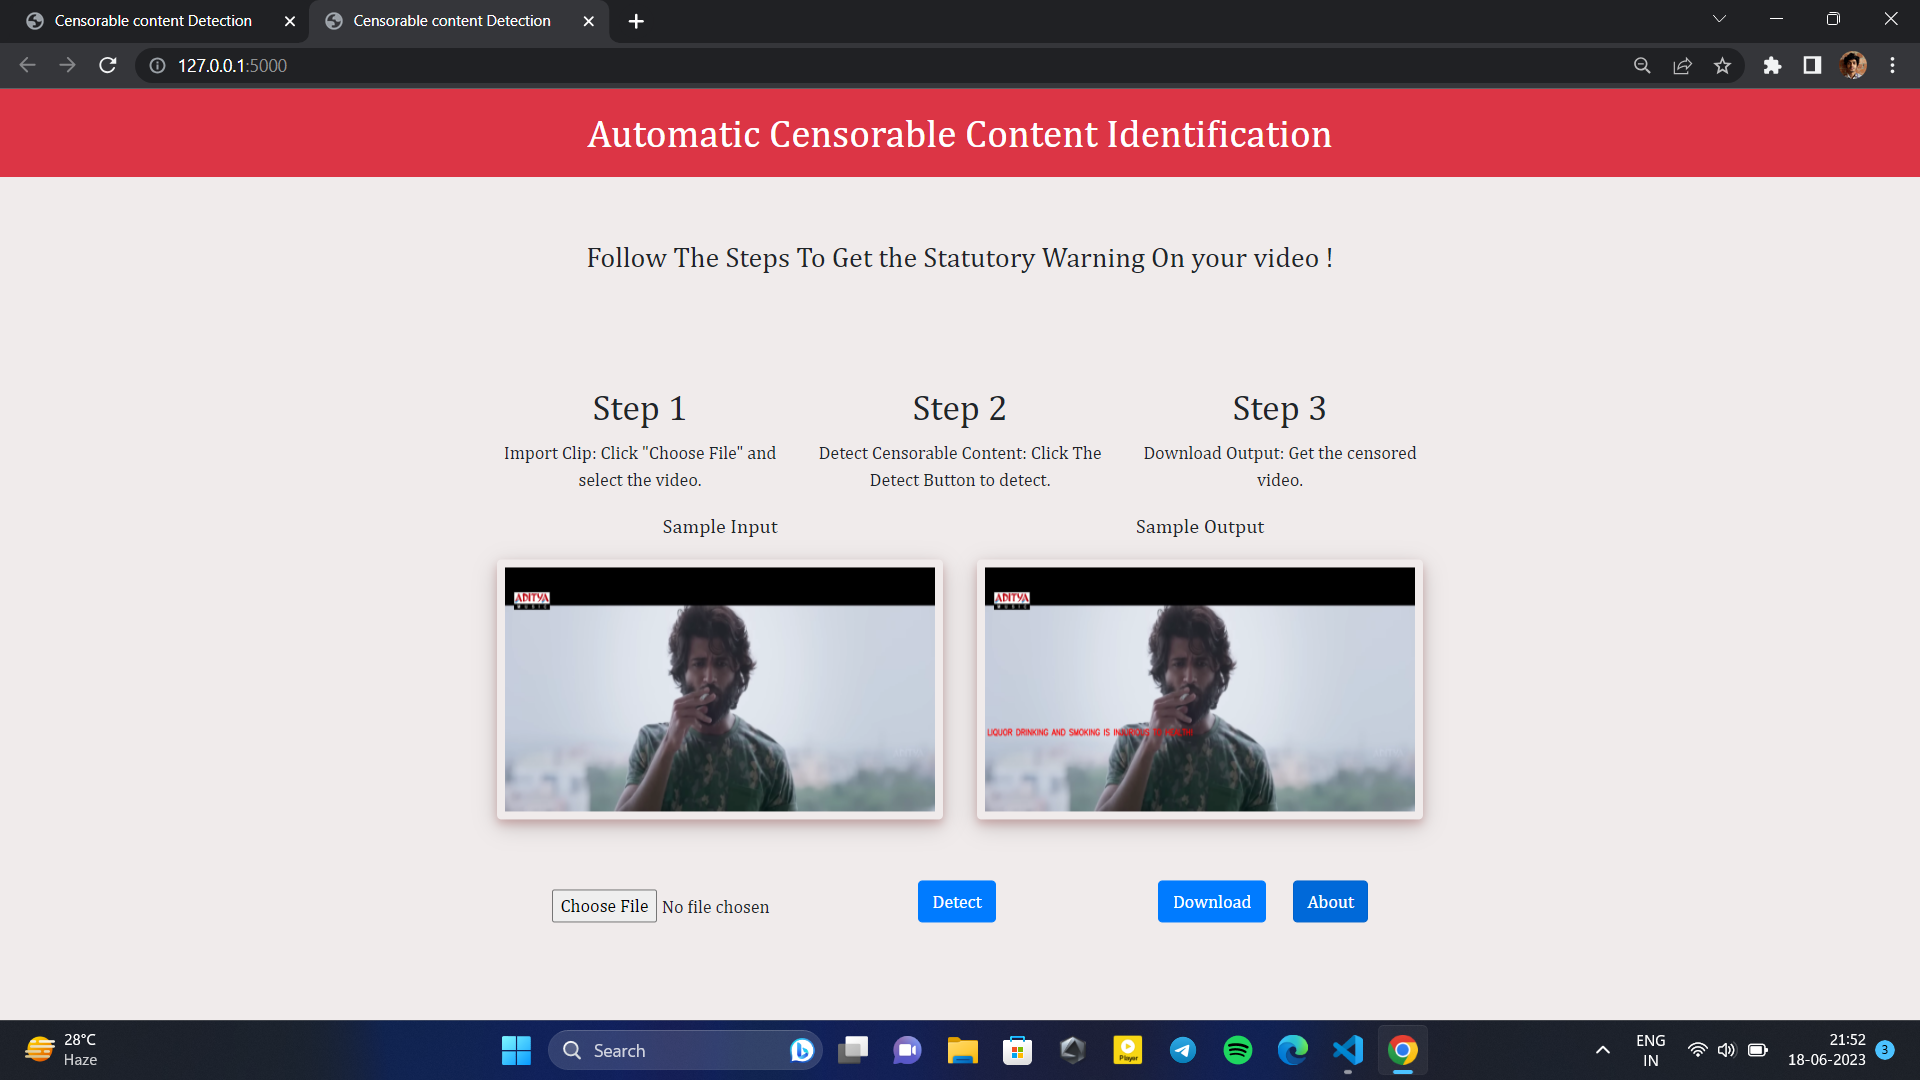 Censorable content Detection
Censorable content Detection
127.0.0.1:5000
Automatic Censorable Content Identification
Follow The Steps To Get the Statutory Warning On your video !
Step 1
Import Clip: Click "Choose File" and
select the video.
Step 2
Detect Censorable Content: Click The
Detect Button to detect.
Step 3
Download Output: Get the censored
video.
Sample Input
Sample Output
ADITYA
MUSIC
ADITYA
MUSIC
LIQUOR DRINKING AND SMOKING IS INJURIOUS TO HEALTH
Choose File No file chosen
Detect
Download
About
28°C
Haze
Search
Player
ENG
IN
21:52
18-06-2023
3